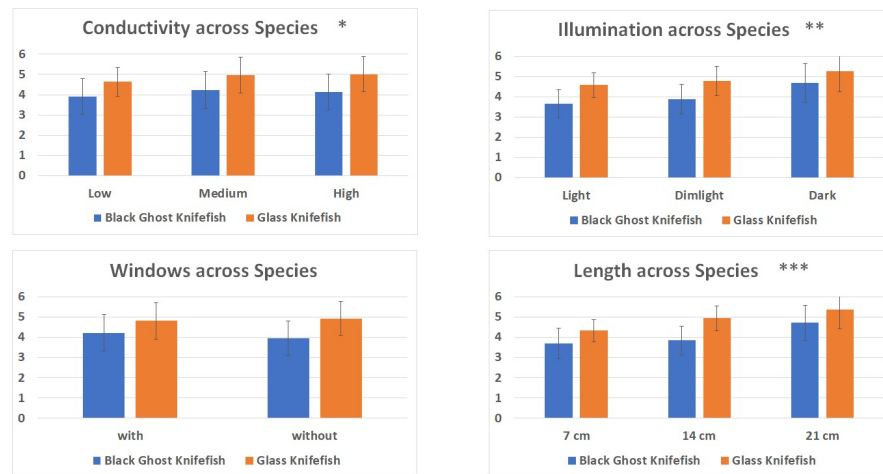 Conductivity across Species *
6
5
4
3
2
1
0
Low Medium High
Black Ghost Knifefish Glass Knifefish
Illumination across Species **
6
5
4
3
2
1
0
Light Dimlight Dark
Black Ghost Knifefish Glass Knifefish
Windows across Species
6
5
4
3
2
1
0
with without
Black Ghost Knifefish Glass Knifefish
Length across Species ***
6
5
4
3
2
1
0
7 cm 14 cm 21 cm
Black Ghost Knifefish Glass Knifefish